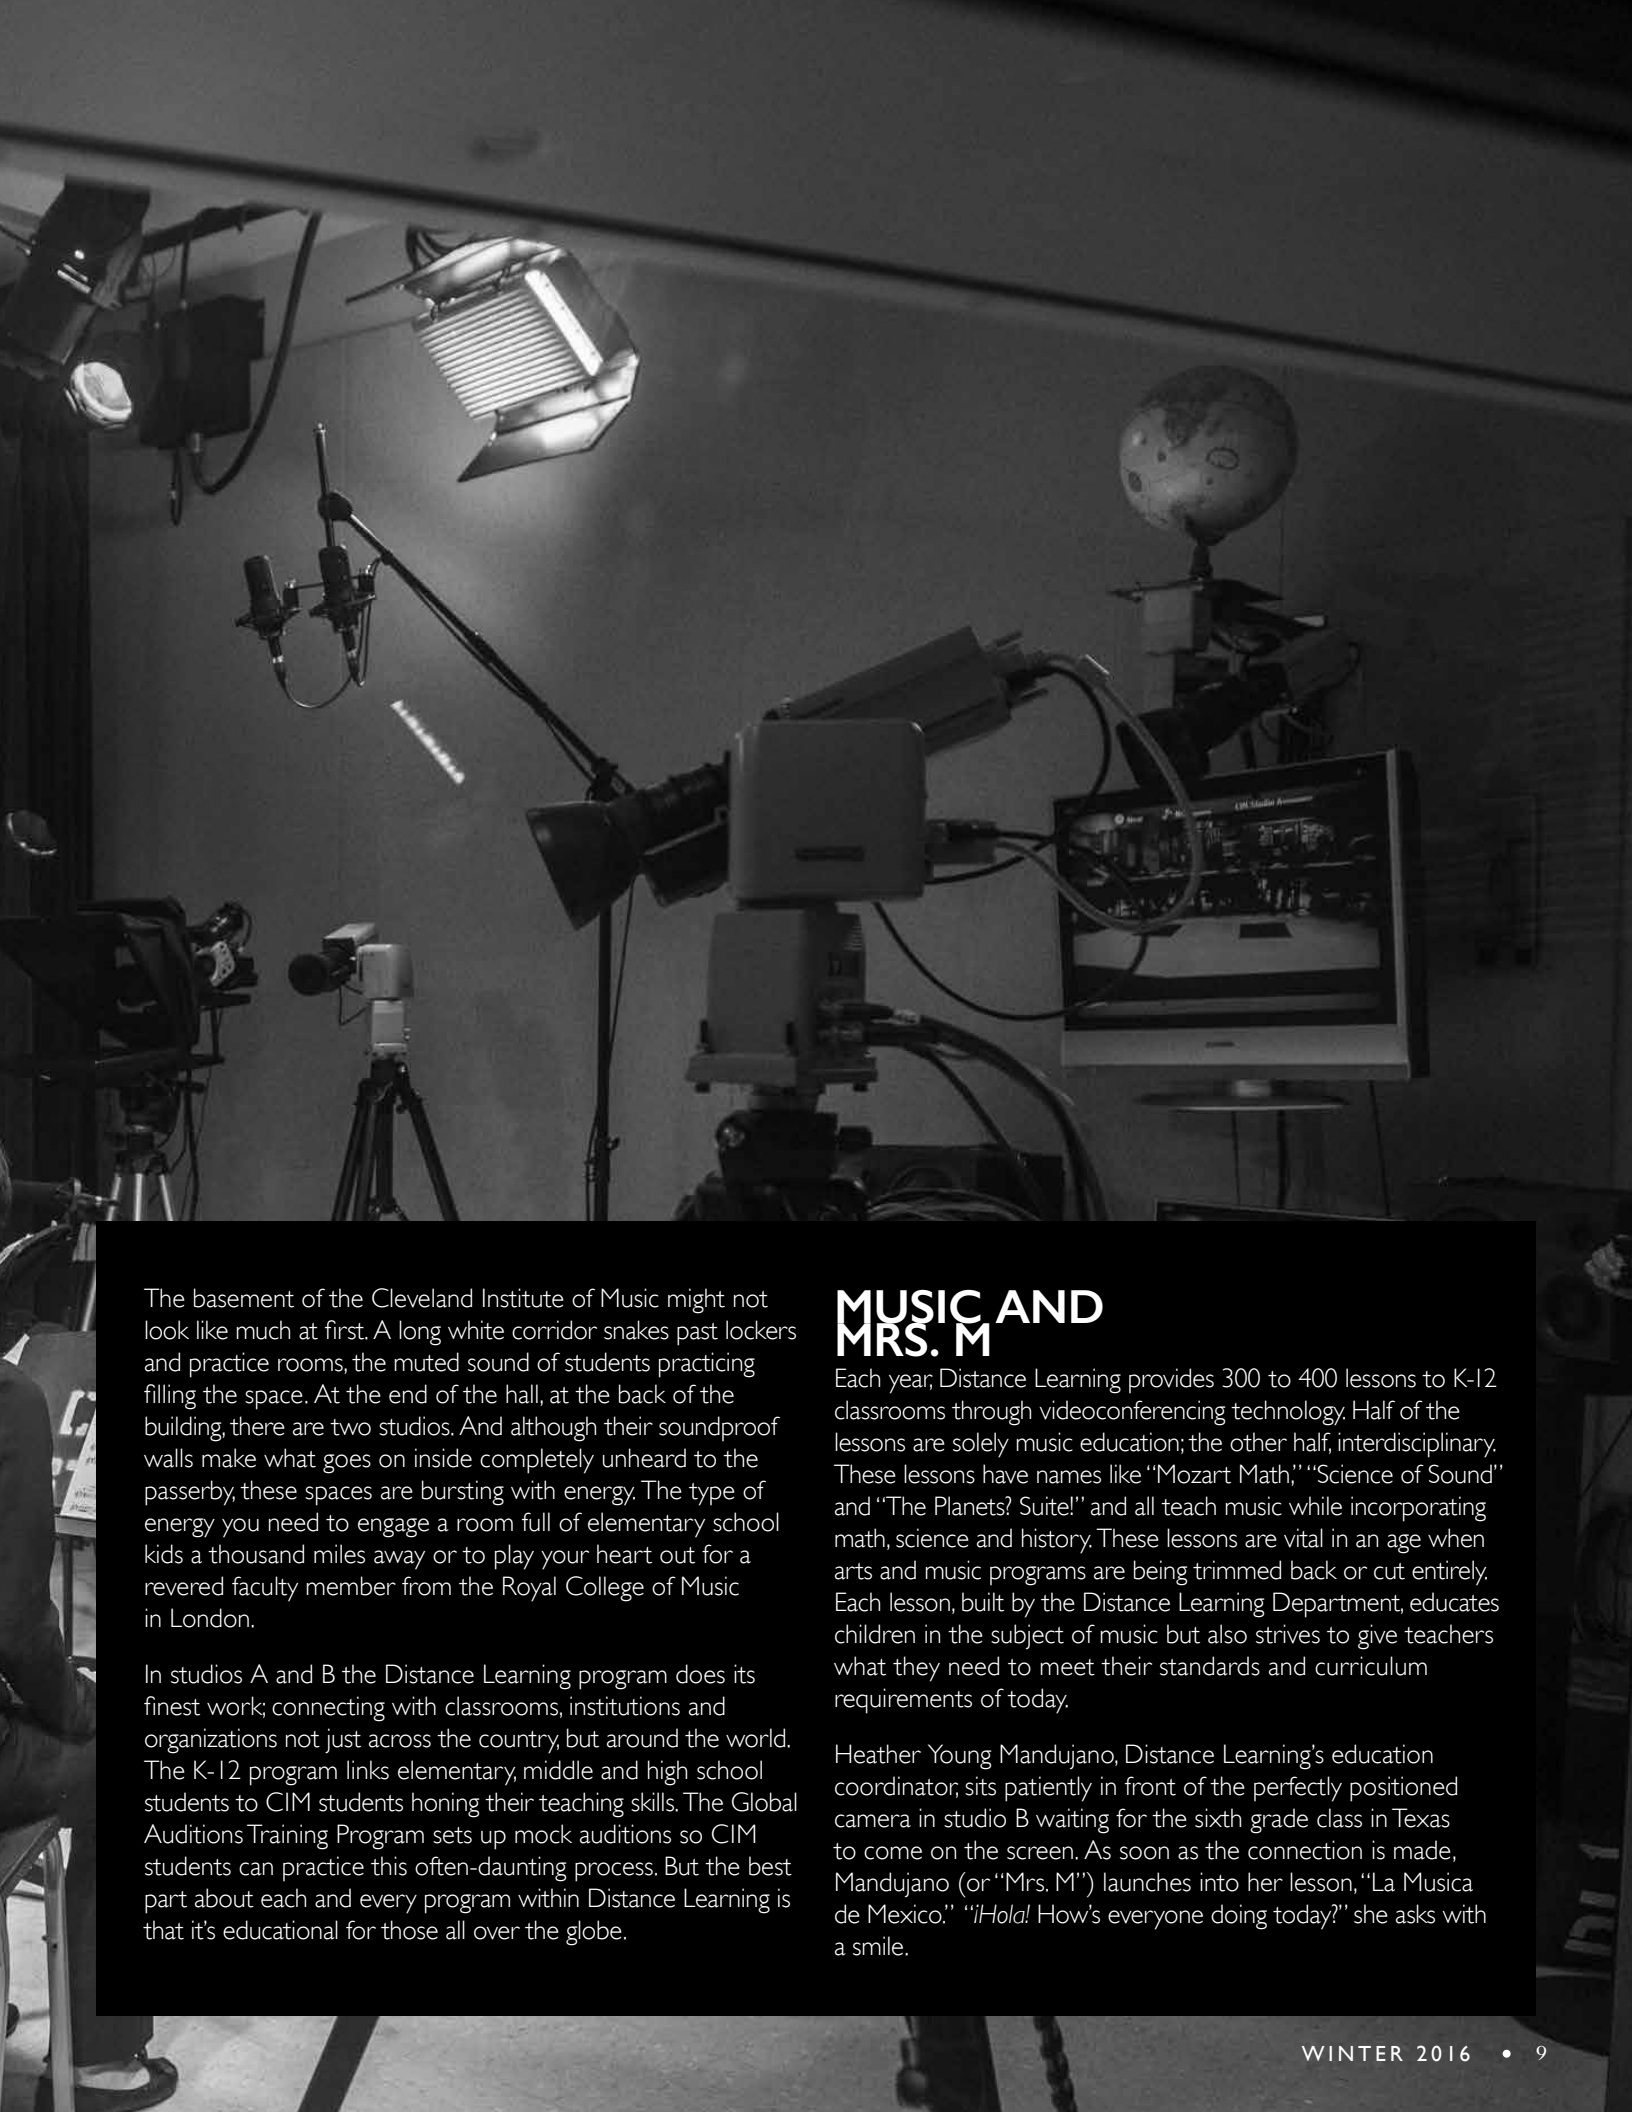 The basement of the Cleveland Institute of Music might not
look like much at first. A long white corridor snakes past lockers
and practice rooms, the muted sound of students practicing
filling the space. At the end of the hall, at the back of the
building, there are two studios. And although their soundproof
walls make what goes on inside completely unheard to the
passerby, these spaces are bursting with energy. The type of
energy you need to engage a room full of elementary school
kids a thousand miles away or to play your heart out for a
revered faculty member from the Royal College of Music
in London.
In studios A and B the Distance Learning program does its
finest work; connecting with classrooms, institutions and
organizations not just across the country, but around the world.
The K-12 program links elementary, middle and high school
students to CIM students honing their teaching skills. The Global
Auditions Training Program sets up mock auditions so CIM
students can practice this often-daunting process. But the best
part about each and every program within Distance Learning is
that it's educational for those all over the globe.
MUSIC AND
MRS. M
Each year, Distance Learning provides 300 to 400 lessons to K-12
classrooms through videoconferencing technology. Half of the
lessons are solely music education; the other half, interdisciplinary.
These lessons have names like “Mozart Math,” “Science of Sound”
and “The Planets? Suite!” and all teach music while incorporating
math, science and history. These lessons are vital in an age when
arts and music programs are being trimmed back or cut entirely.
Each lesson, built by the Distance Learning Department, educates
children in the subject of music but also strives to give teachers
what they need to meet their standards and curriculum
requirements of today.
Heather Young Mandujano, Distance Learning's education
coordinator, sits patiently in front of the perfectly positioned
camera in studio B waiting for the sixth grade class in Texas
to come on the screen. As soon as the connection is made,
Mandujano (or “Mrs. M”) launches into her lesson, “La Musica
de Mexico.” “¡Hola! How's everyone doing today?” she asks with
a smile.
WINTER 2016 • 9